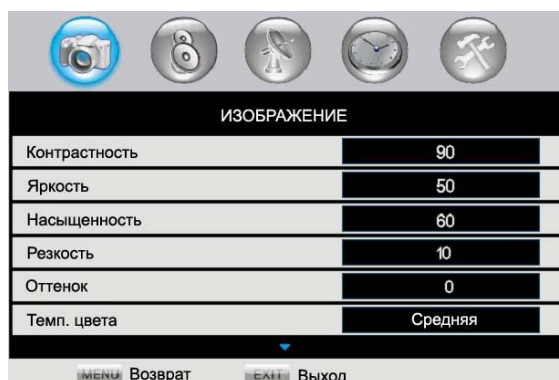 ИЗОБРАЖЕНИЕ
Контрастность 90
Яркость 50
Насыщенность 60
Резкость 10
Оттенок 0
Темп. цвета Средняя
MENU Возврат EXIT Выход